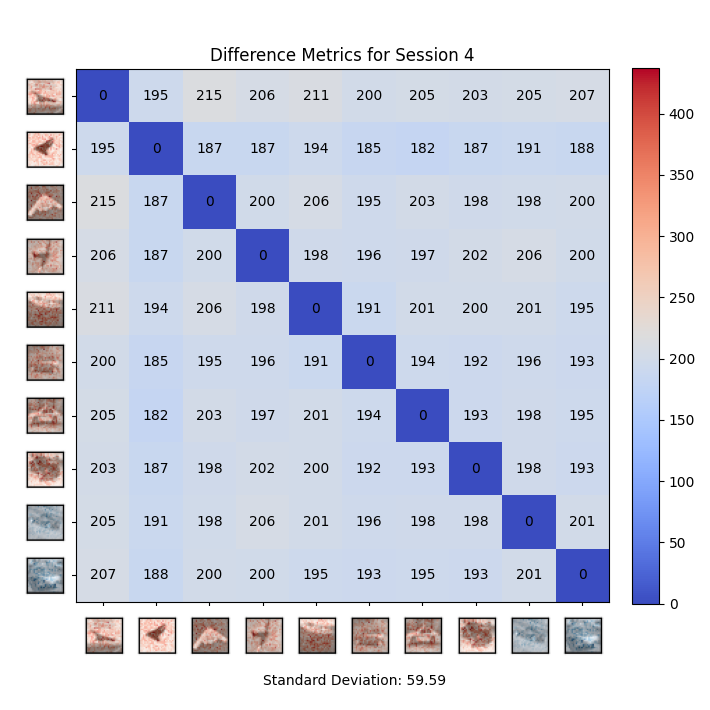 Difference Metrics for Session 4
0 195 215 206 211 200 205 203 205 207
195 0 187 187 194 185 182 187 191 188
215 187 0 200 206 195 203 198 198 200
206 187 200 0 198 196 197 202 206 200
211 194 206 198 0 191 201 200 201 195
200 185 195 196 191 0 194 192 196 193
205 182 203 197 201 194 0 193 198 195
203 187 198 202 200 192 193 0 198 193
205 191 198 206 201 196 198 198 0 201
207 188 200 200 195 193 195 193 201 0
400
350
300
250
200
150
100
50
0
Standard Deviation: 59.59